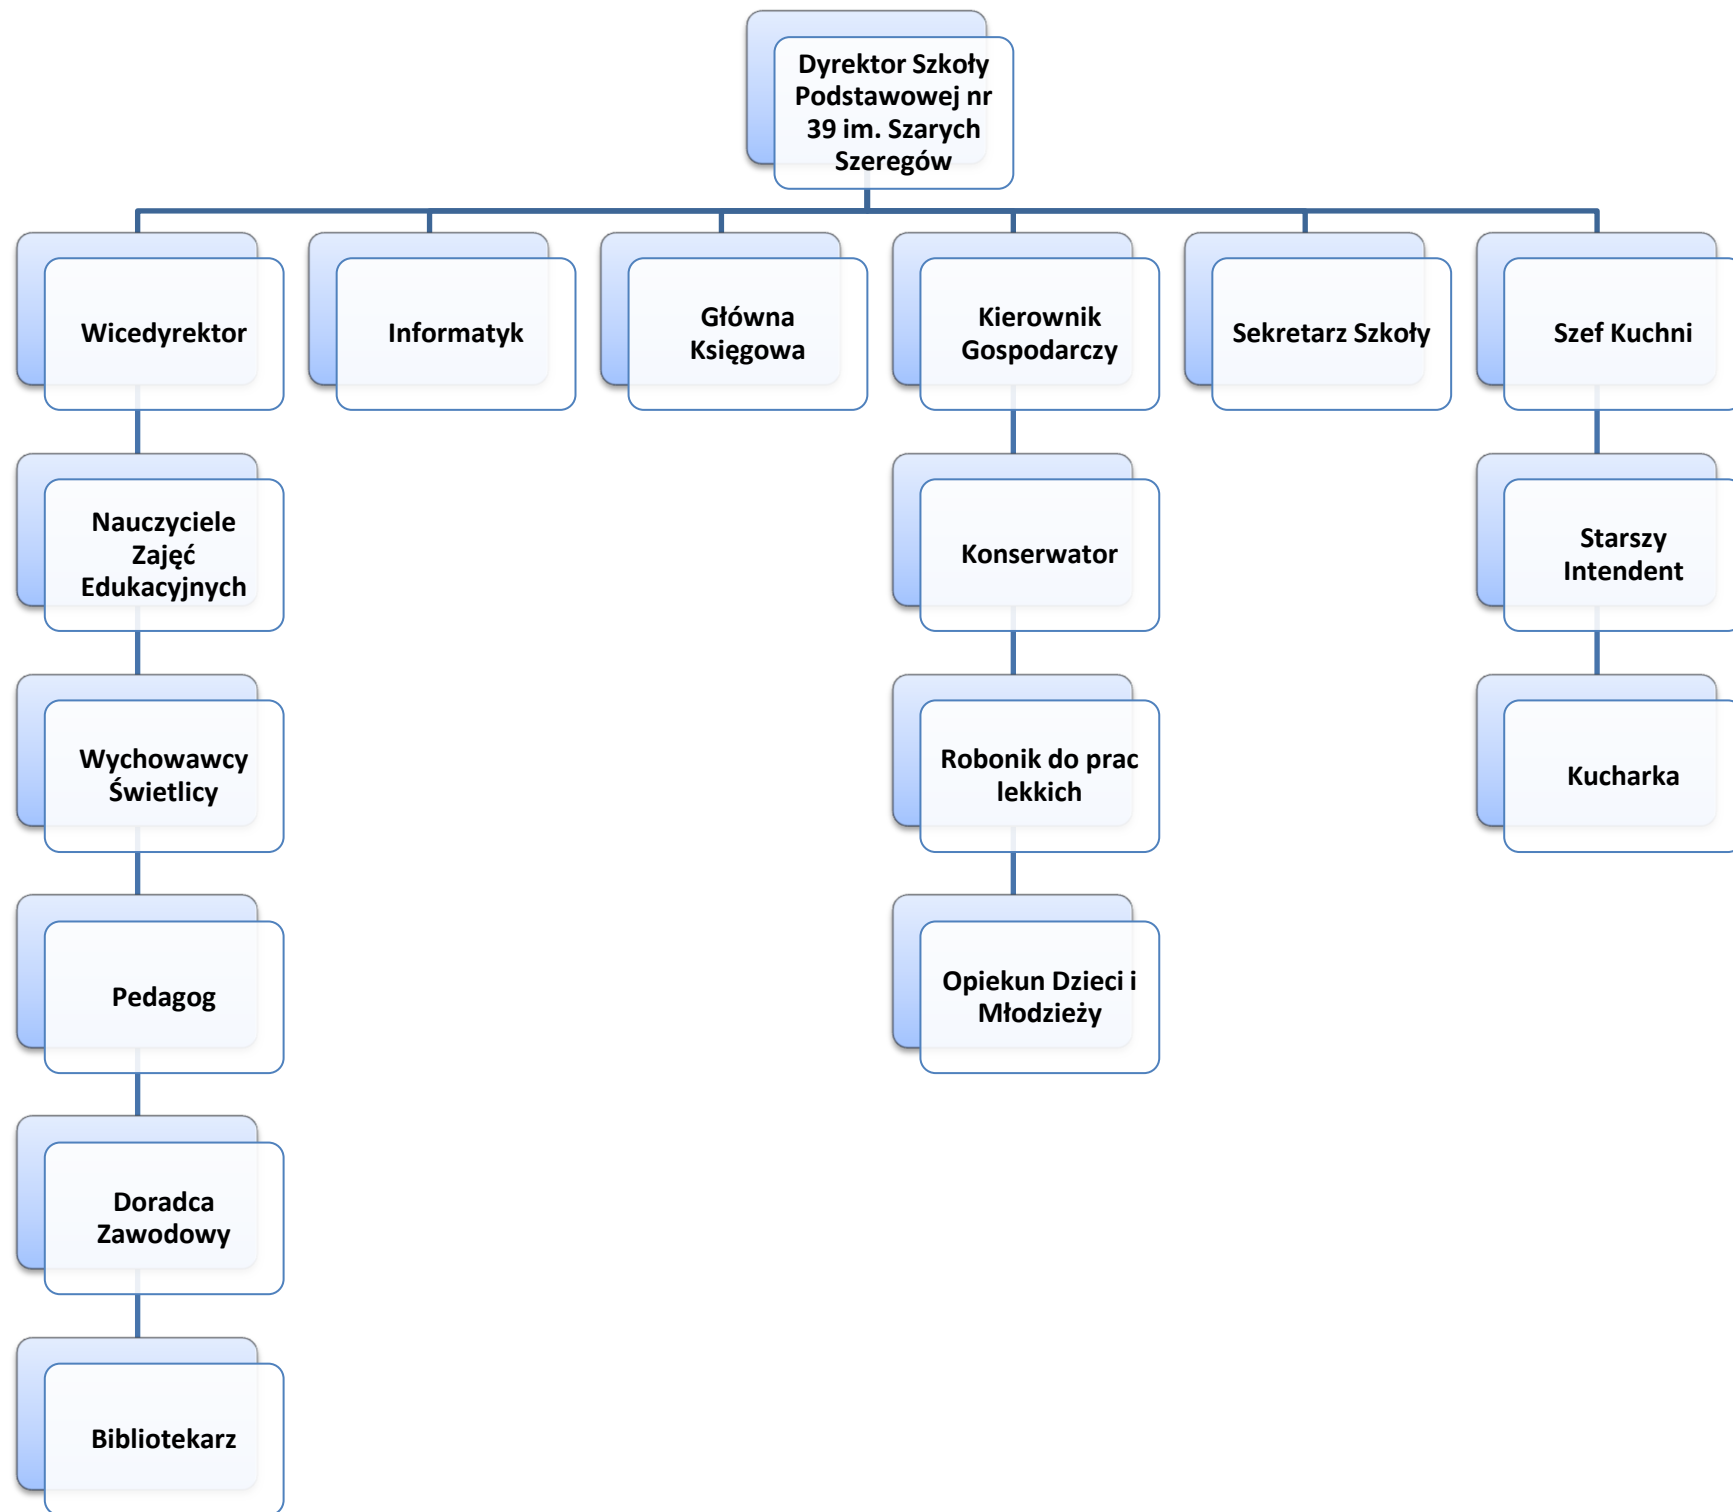 Dyrektor Szkoły
Podstawowej nr
39 im. Szarych
Szeregów
Wicedyrektor
Informatyk
Główna
Księgowa
Kierownik
Gospodarczy
Sekretarz Szkoły
Szef Kuchni
Nauczyciele
Zajęć
Edukacyjnych
Konserwator
Starszy
Intendent
Wychowawcy
Świetlicy
Robonik do prac
lekkich
Kucharka
Pedagog
Opiekun Dzieci i
Młodzieży
Doradca
Zawodowy
Bibliotekarz